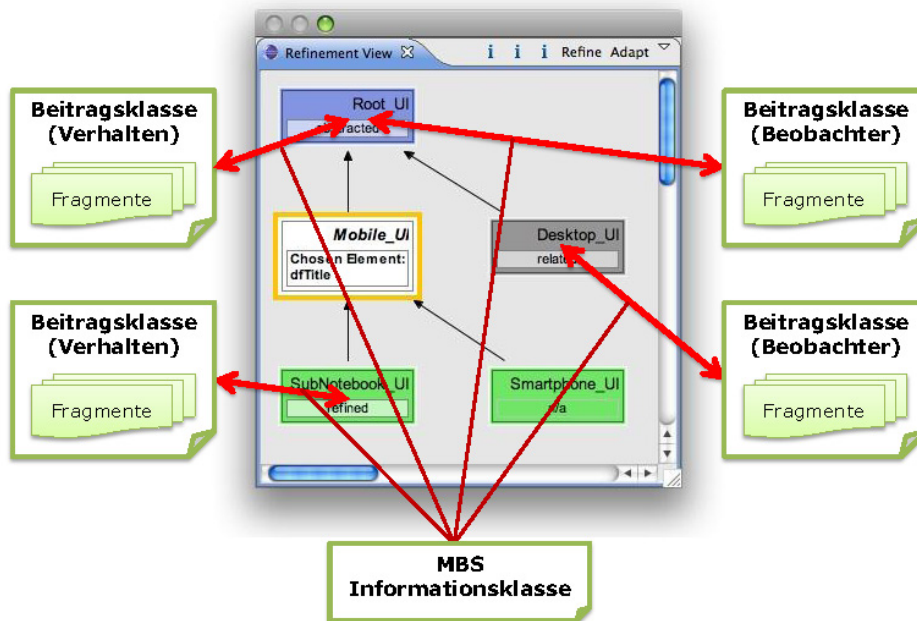 Refinement View
i i i Refine Adapt
Beitragsklasse
(Verhalten)
Fragmente
Root_UI
Beitragsklasse
(Beobachter)
Fragmente
Mobile_UI
Chosen Element:
dfTitle
Desktop_UI
related
Beitragsklasse
(Verhalten)
Fragmente
SubNotebook_UI
refined
Smartphone_UI
n/a
Beitragsklasse
(Beobachter)
Fragmente
MBS
Informationsklasse